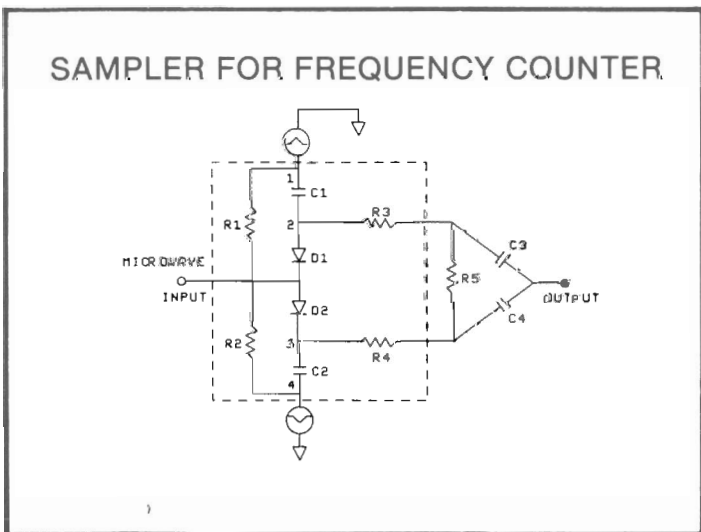 SAMPLER FOR FREQUENCY COUNTER
1
C1
R1
2
R3
C3
D1
MICROWAVE
INPUT
R5
OUTPUT
D2
C4
R2
3
R4
C2
4